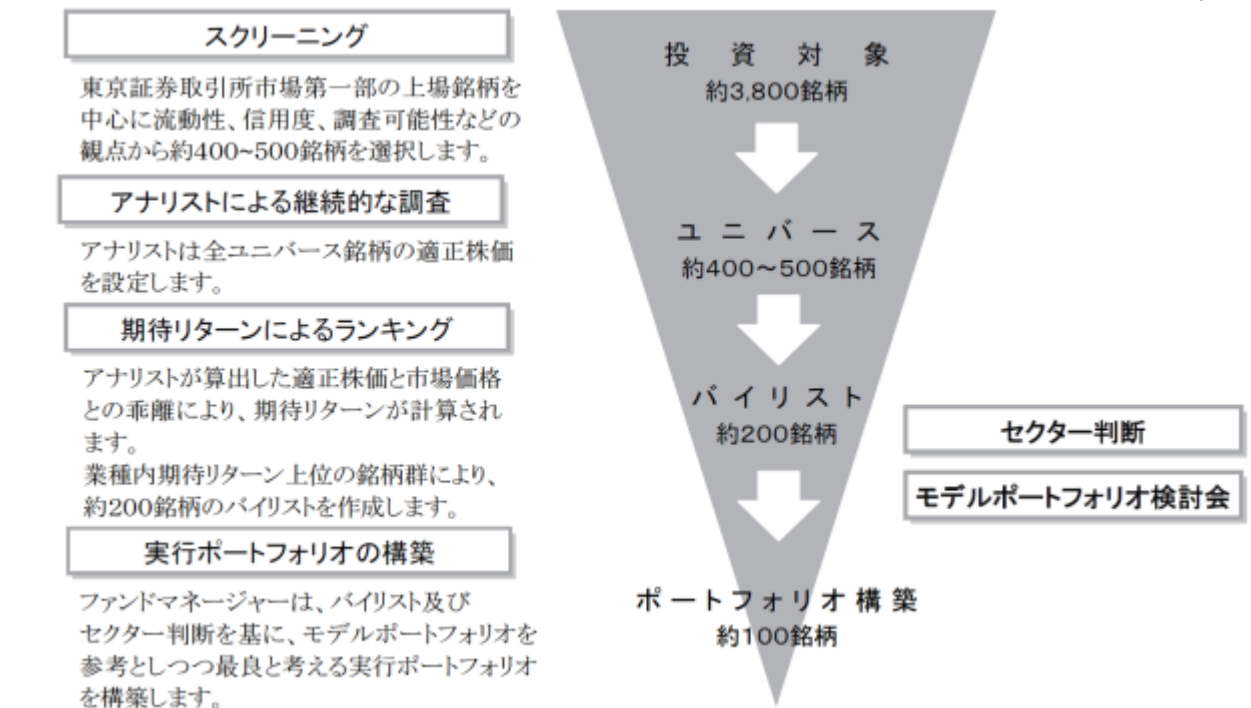 スクリーニング
東京証券取引所市場第一部の上場銘柄を
中心に流動性、信用度、調査可能性などの
観点から約400~500銘柄を選択します。
アナリストによる継続的な調査
アナリストは全ユニバース銘柄の適正株価
を設定します。
期待リターンによるランキング
アナリストが算出した適正株価と市場価格
との乖離により、期待リターンが計算され
ます。
業種内期待リターン上位の銘柄群により、
約200銘柄のバイリストを作成します。
実行ポートフォリオの構築
ファンドマネージャーは、バイリスト及び
セクター判断を基に、モデルポートフォリオを
参考としつつ最良と考える実行ポートフォリオ
を構築します。
投資対象
約3,800銘柄
ユニバース
約400～500銘柄
バイリスト
約200銘柄
ポートフォリオ構築
約100銘柄
セクター判断
モデルポートフォリオ検討会